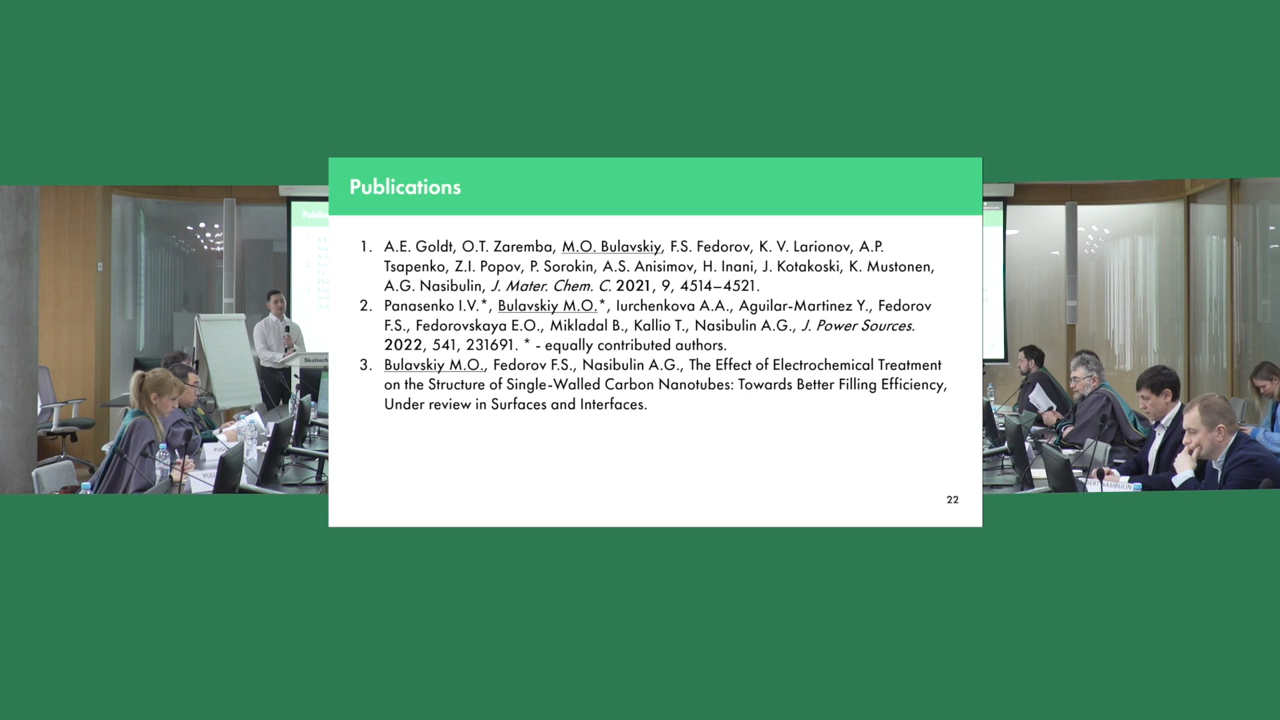 Publications
1. A.E. Goldt, O.T. Zaremba, M.O. Bulavskiy, F.S. Fedorov, K. V. Larionov, A.P.
Tsapenko, Z.I. Popov, P. Sorokin, A.S. Anisimov, H. Inani, J. Kotakoski, K. Mustonen,
A.G. Nasibulin, J. Mater. Chem. C. 2021, 9, 4514–4521.
2. Panasenko I.V.*, Bulavskiy M.O.*, Iurchenkova A.A., Aguilar-Martinez Y., Fedorov
F.S., Fedorovskaya E.O., Mikladal B., Kallio T., Nasibulin A.G., J. Power Sources.
2022, 541, 231691. * - equally contributed authors.
3. Bulavskiy M.O., Fedorov F.S., Nasibulin A.G., The Effect of Electrochemical Treatment
on the Structure of Single-Walled Carbon Nanotubes: Towards Better Filling Efficiency,
Under review in Surfaces and Interfaces.
22
Skoltech
NASIBULIN